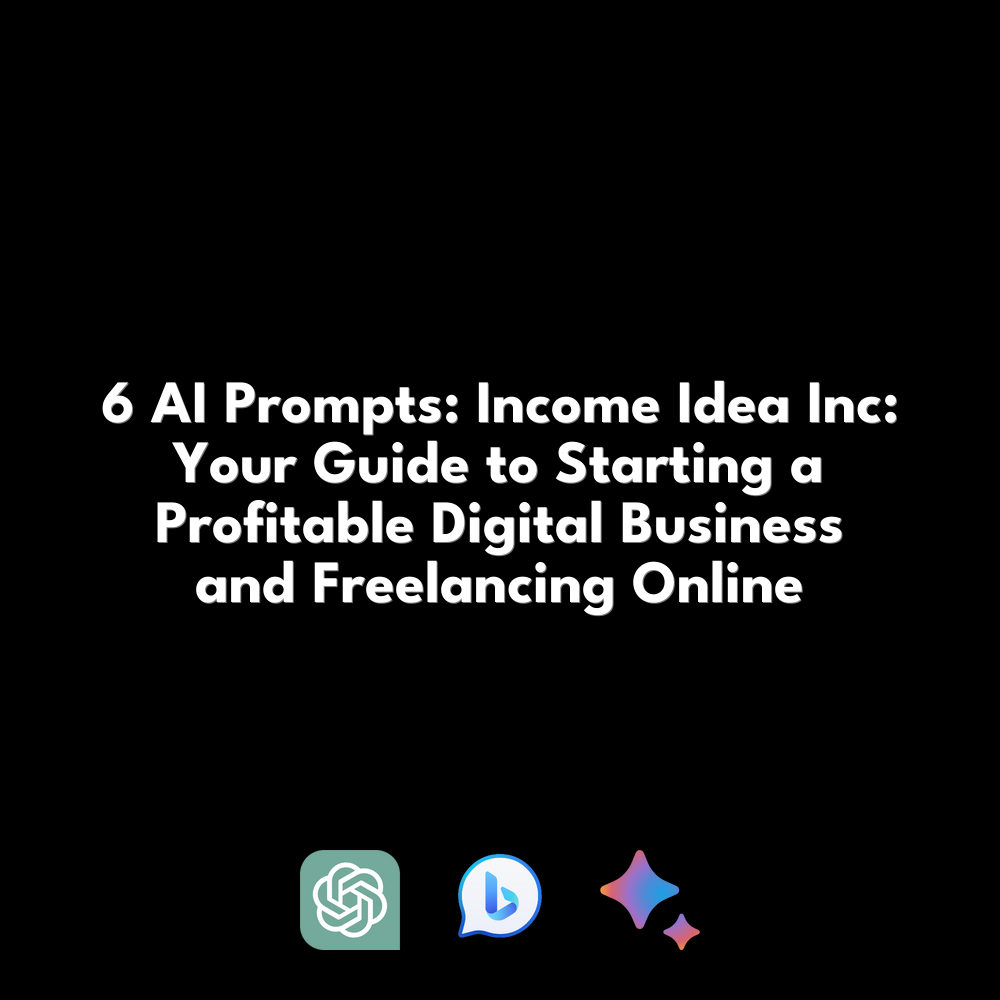 6 AI Prompts: Income Idea Inc:
Your Guide to Starting a
Profitable Digital Business
and Freelancing Online